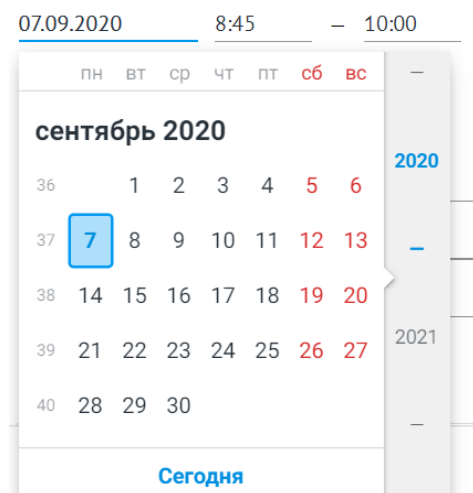 07.09.2020 8:45 – 10:00
пн вт ср чт пт сб вс –
сентябрь 2020
2020
36 1 2 3 4 5 6
37 7 8 9 10 11 12 13 –
38 14 15 16 17 18 19 20
2021
39 21 22 23 24 25 26 27
40 28 29 30 –
Сегодня